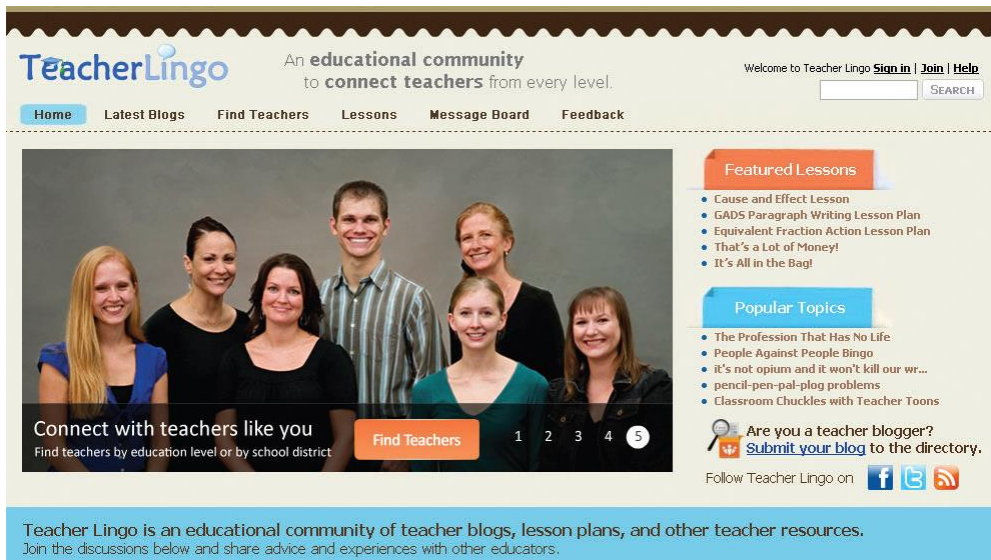 TeacherLingo
An educational community
to connect teachers from every level.
Welcome to Teacher Lingo Sign in | Join | Help
SEARCH
Home Latest Blogs Find Teachers Lessons Message Board Feedback
Connect with teachers like you
Find teachers by education level or by school district
Find Teachers
1 2 3 4 5
Featured Lessons
Cause and Effect Lesson
GADS Paragraph Writing Lesson Plan
Equivalent Fraction Action Lesson Plan
That's a Lot of Money!
It's All in the Bag!
Popular Topics
The Profession That Has No Life
People Against People Bingo
it's not opium and it won't kill our wr...
pencil-pen-pal-plog problems
Classroom Chuckles with Teacher Toons
Are you a teacher blogger?
Submit your blog to the directory.
Follow Teacher Lingo on f t
Teacher Lingo is an educational community of teacher blogs, lesson plans, and other teacher resources.
Join the discussions below and share advice and experiences with other educators.